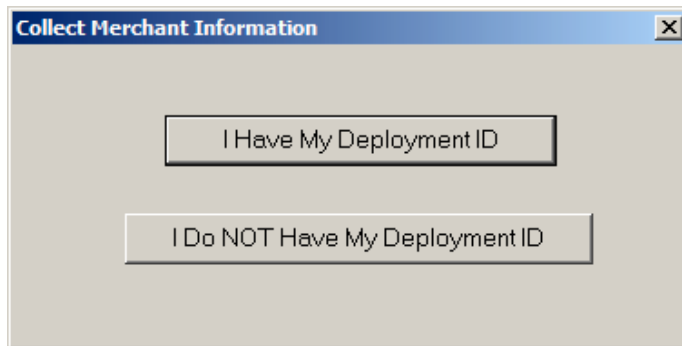 Collect Merchant Information
I Have My Deployment ID
I Do NOT Have My Deployment ID